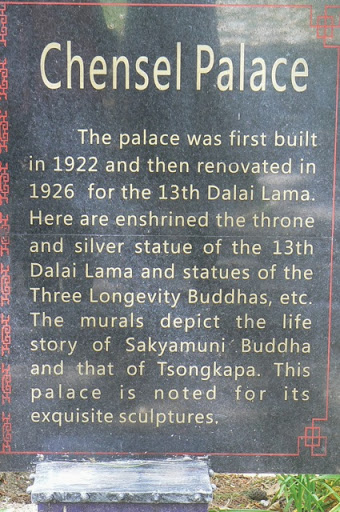 Chensel Palace
The palace was first built
in 1922 and then renovated in
1926 for the 13th Dalai Lama.
Here are enshrined the throne
and silver statue of the 13th
Dalai Lama and statues of the
Three Longevity Buddhas, etc.
The murals depict the life
story of Sakyamuni Buddha
and that of Tsongkapa. This
palace is noted for its
exquisite sculptures.